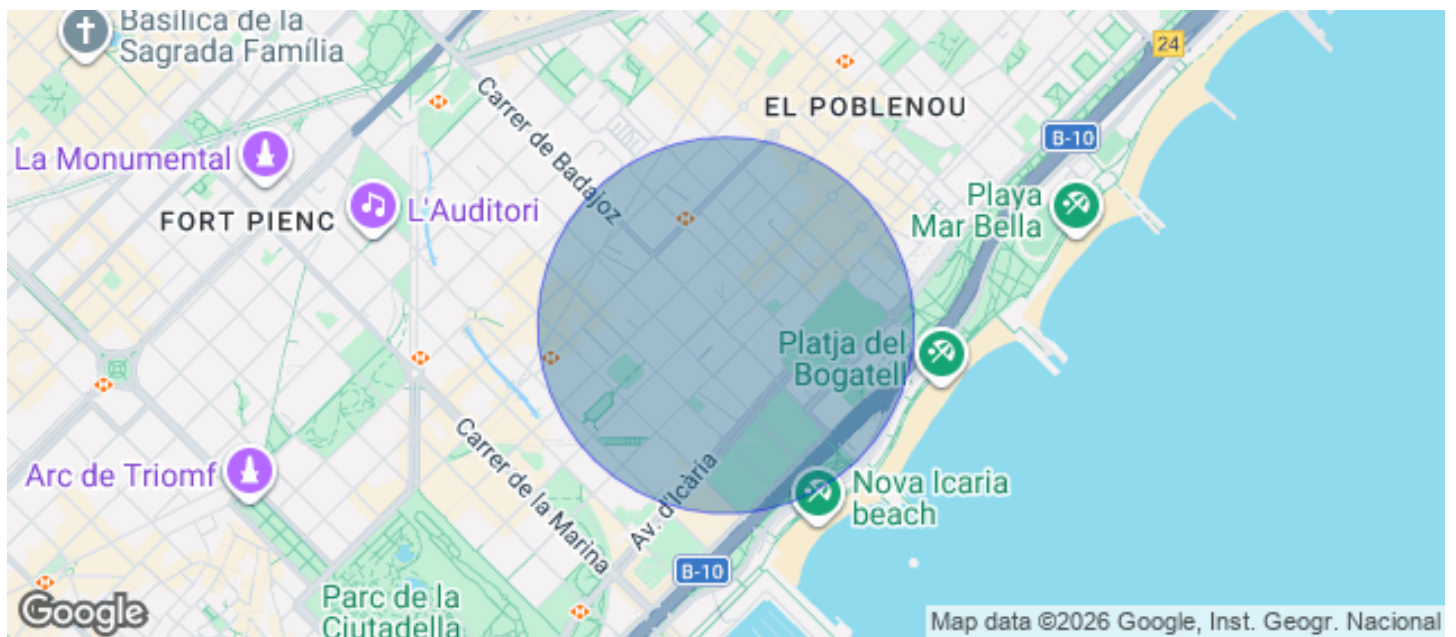 Basílica de la
Sagrada Família
24
EL POBLENOU
Carrer de Badajoz
B-10
La Monumental
L'Auditori
FORT PIENC
Playa
Mar Bella
Platja del
Bogatell
Carrer de la Marina
Av. d'Icària
Arc de Triomf
Nova Icaria
beach
B-10
Parc de la
Ciutadella
Google
Map data ©2026 Google, Inst. Geogr. Nacional